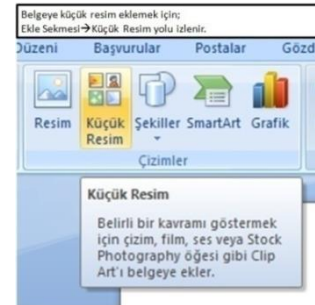 Belgeye küçük resim eklemek için;
Ekle Sekmesi→Küçük Resim yolu izlenir.
Düzeni Başvurular Postalar Gözd
Resim Küçük Resim Şekiller SmartArt Grafik
Çizimler
Küçük Resim
Belirli bir kavramı göstermek
için çizim, film, ses veya Stock
Photography öğesi gibi Clip
Art'ı belgeye ekler.